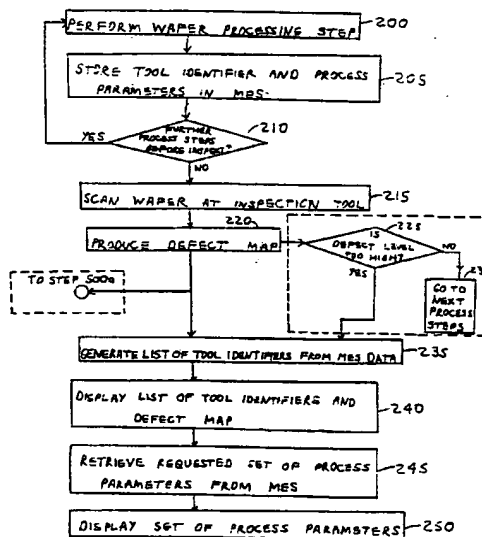 PERFORM WAFER PROCESSING STEP
200
STORE TOOL IDENTIFIER AND PROCESS
PARAMETERS IN MES
205
FURTHER
PROCESS STEPS
BEFORE INSPECT?
210
YES
NO
SCAN WAFER AT INSPECTION TOOL
215
220
PRODUCE DEFECT MAP
225
IS
DEFECT LEVEL
TOO HIGH?
NO
YES
GO TO
NEXT
PROCESS
STEPS
TO STEP
GENERATE LIST OF TOOL IDENTIFIERS FROM MES DATA
235
DISPLAY LIST OF TOOL IDENTIFIERS AND
DEFECT MAP
240
RETRIEVE REQUESTED SET OF PROCESS
PARAMETERS FROM MES
245
DISPLAY SET OF PROCESS PARAMETERS
250